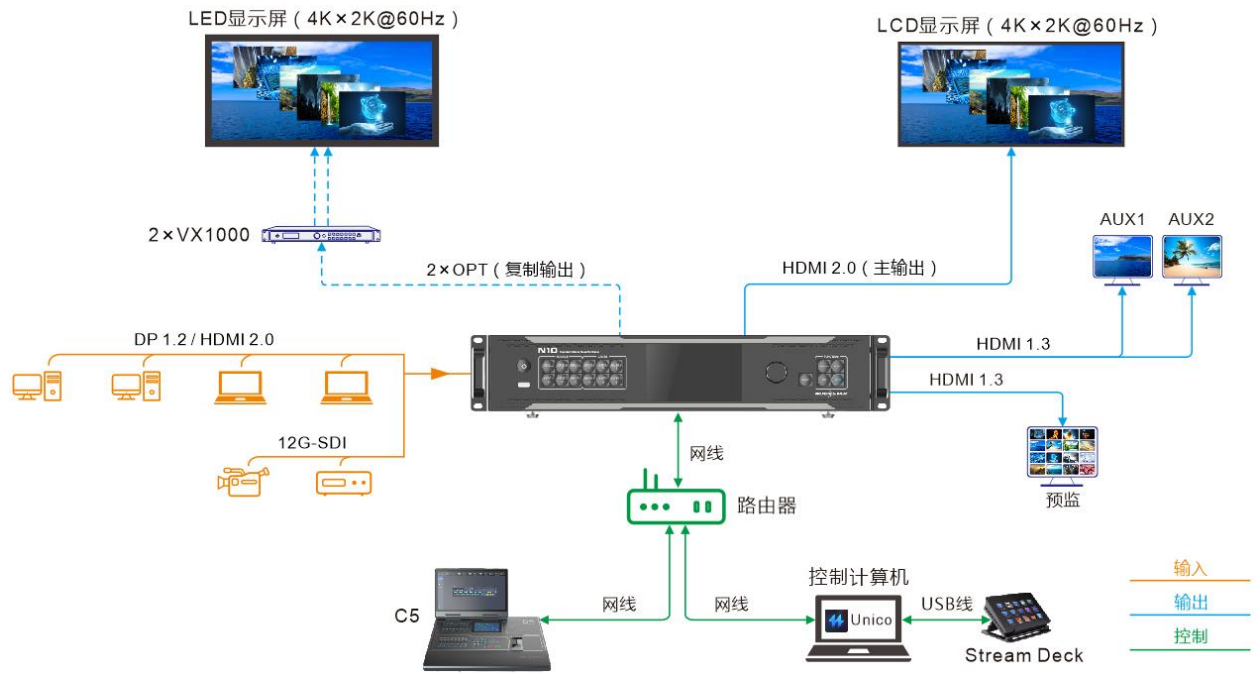 LED显示屏（4K×2K@60Hz）
LCD显示屏（4K×2K@60Hz）
2×VX1000
2×OPT（复制输出）
HDMI 2.0（主输出）
AUX1
AUX2
DP 1.2 / HDMI 2.0
HDMI 1.3
HDMI 1.3
12G-SDI
网线
路由器
预监
控制计算机
C5
网线
网线
Unico
USB线
Stream Deck
输入
输出
控制